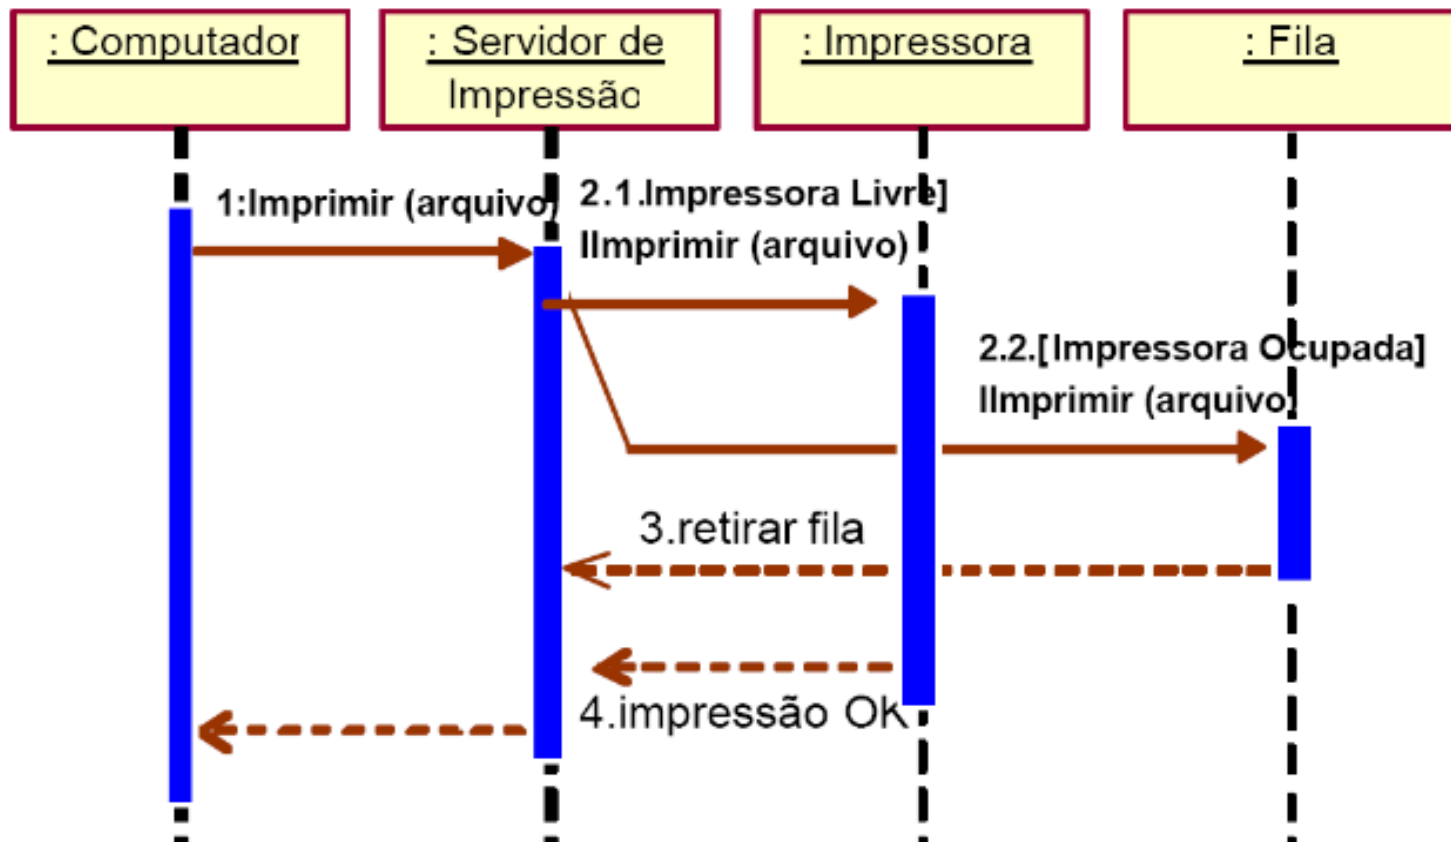 : Computador
: Servidor de
Impressão
: Impressora
: Fila
1:Imprimir (arquivo)
2.1.Impressora Livre]
IImprimir (arquivo)
2.2.[Impressora Ocupada]
IImprimir (arquivo)
3.retirar fila
4.impressão OK